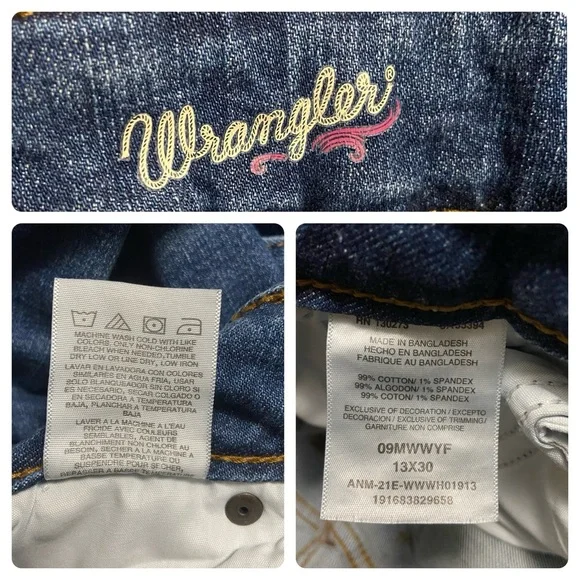 Wrangler®
MACHINE WASH COLD WITH LIKE
COLORS, ONLY NON-CHLORINE
BLEACH WHEN NEEDED,TUMBLE
DRY LOW OR LINE DRY, LOW IRON
LAVAR EN LAVADORA CON COLORES
SIMILARES EN AGUA FRIA, USAR
SOLO BLANQUEADOR SIN CLORO SI
ES NECESARIO, SECAR COLGADO O
EN SECADORA A TEMPERATURA
BAJA, PLANCHAR A TEMPERATURA
BAJA
LAVER A LA MACHINE A L'EAU
FROIDE AVEC COULEURS
SEMBLABLES, AGENT DE
BLANCHIMENT NON CHLORE AU
BESOIN. SECHER A LA MACHINE A
BASSE TEMPERATURE OU
SUSPENDRE POUR SECHER,
REPASSER A BASSE TEMPERATURE
RN 130273
MADE IN BANGLADESH
HECHO EN BANGLADESH
FABRIQUE AU BANGLADESH
99% COTTON/ 1% SPANDEX
99% ALGODON/ 1% SPANDEX
99% COTON/ 1% SPANDEX
EXCLUSIVE OF DECORATION / EXCEPTO
DECORACION / EXCLUSIVE OF TRIMMING/
GARNITURE NON COMPRISE
09MWWYF
13X30
ANM-21E-WWWH01913
191683829658